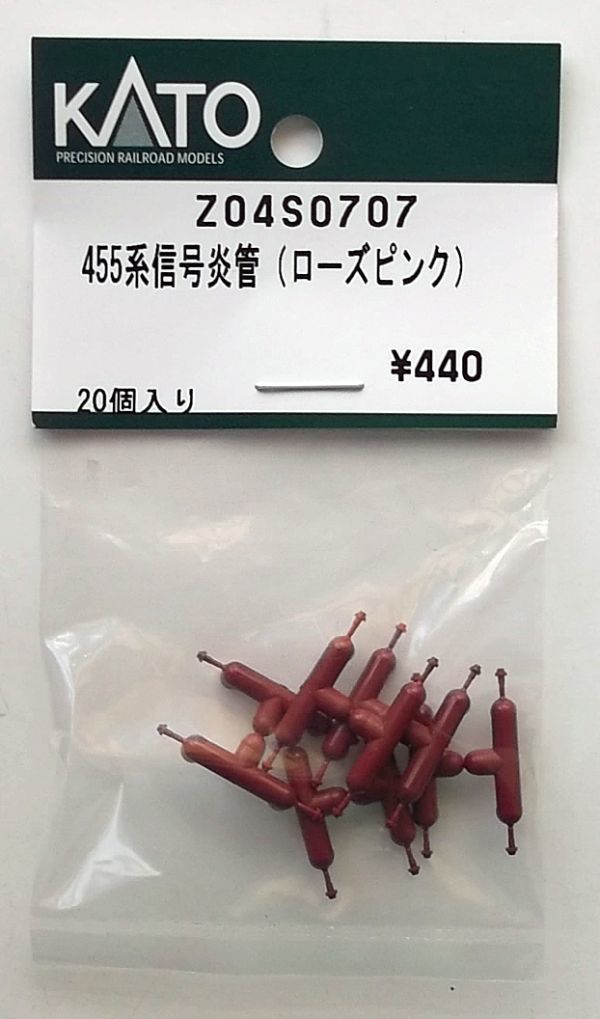 KATO
PRECISION RAILROAD MODELS
Z04S0707
455系信号炎管（ローズピンク）
¥440
20個入り